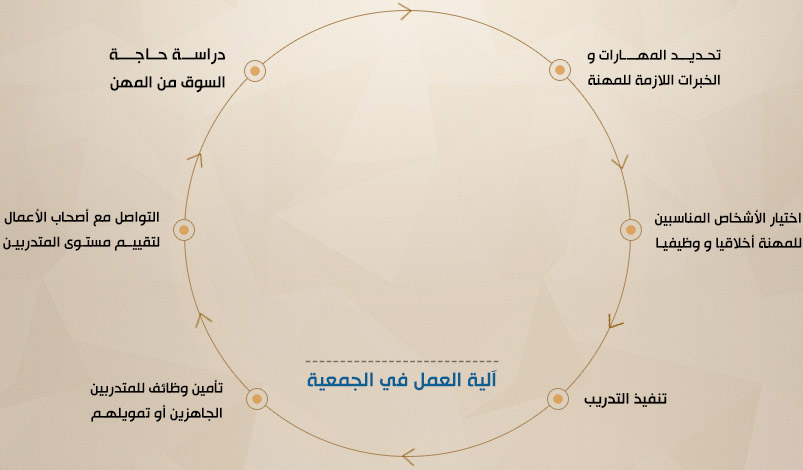 دراسة حاجة
السوق من المهن
تحديد المهارات و
الخبرات اللازمة للمهنة
اختيار الأشخاص المناسبين
للمهنة أخلاقيا و وظيفيا
تنفيذ التدريب
تأمين وظائف للمتدربين
الجاهزين أو تمويلهم
التواصل مع أصحاب الأعمال
لتقييم مستوى المتدربين
آلية العمل في الجمعية